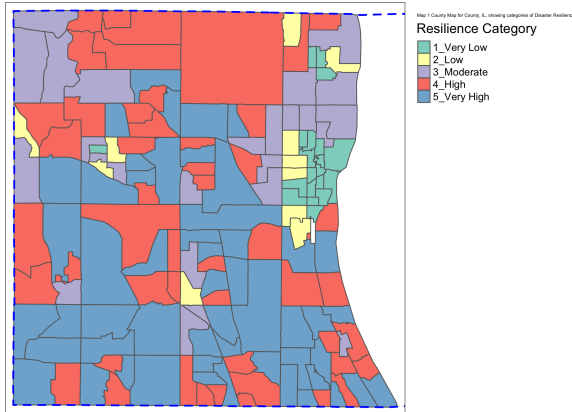 Map 1 County Map for County, IL, showing categories of Disaster Resilienc
Resilience Category
1_Very Low
2_Low
3_Moderate
4_High
5_Very High